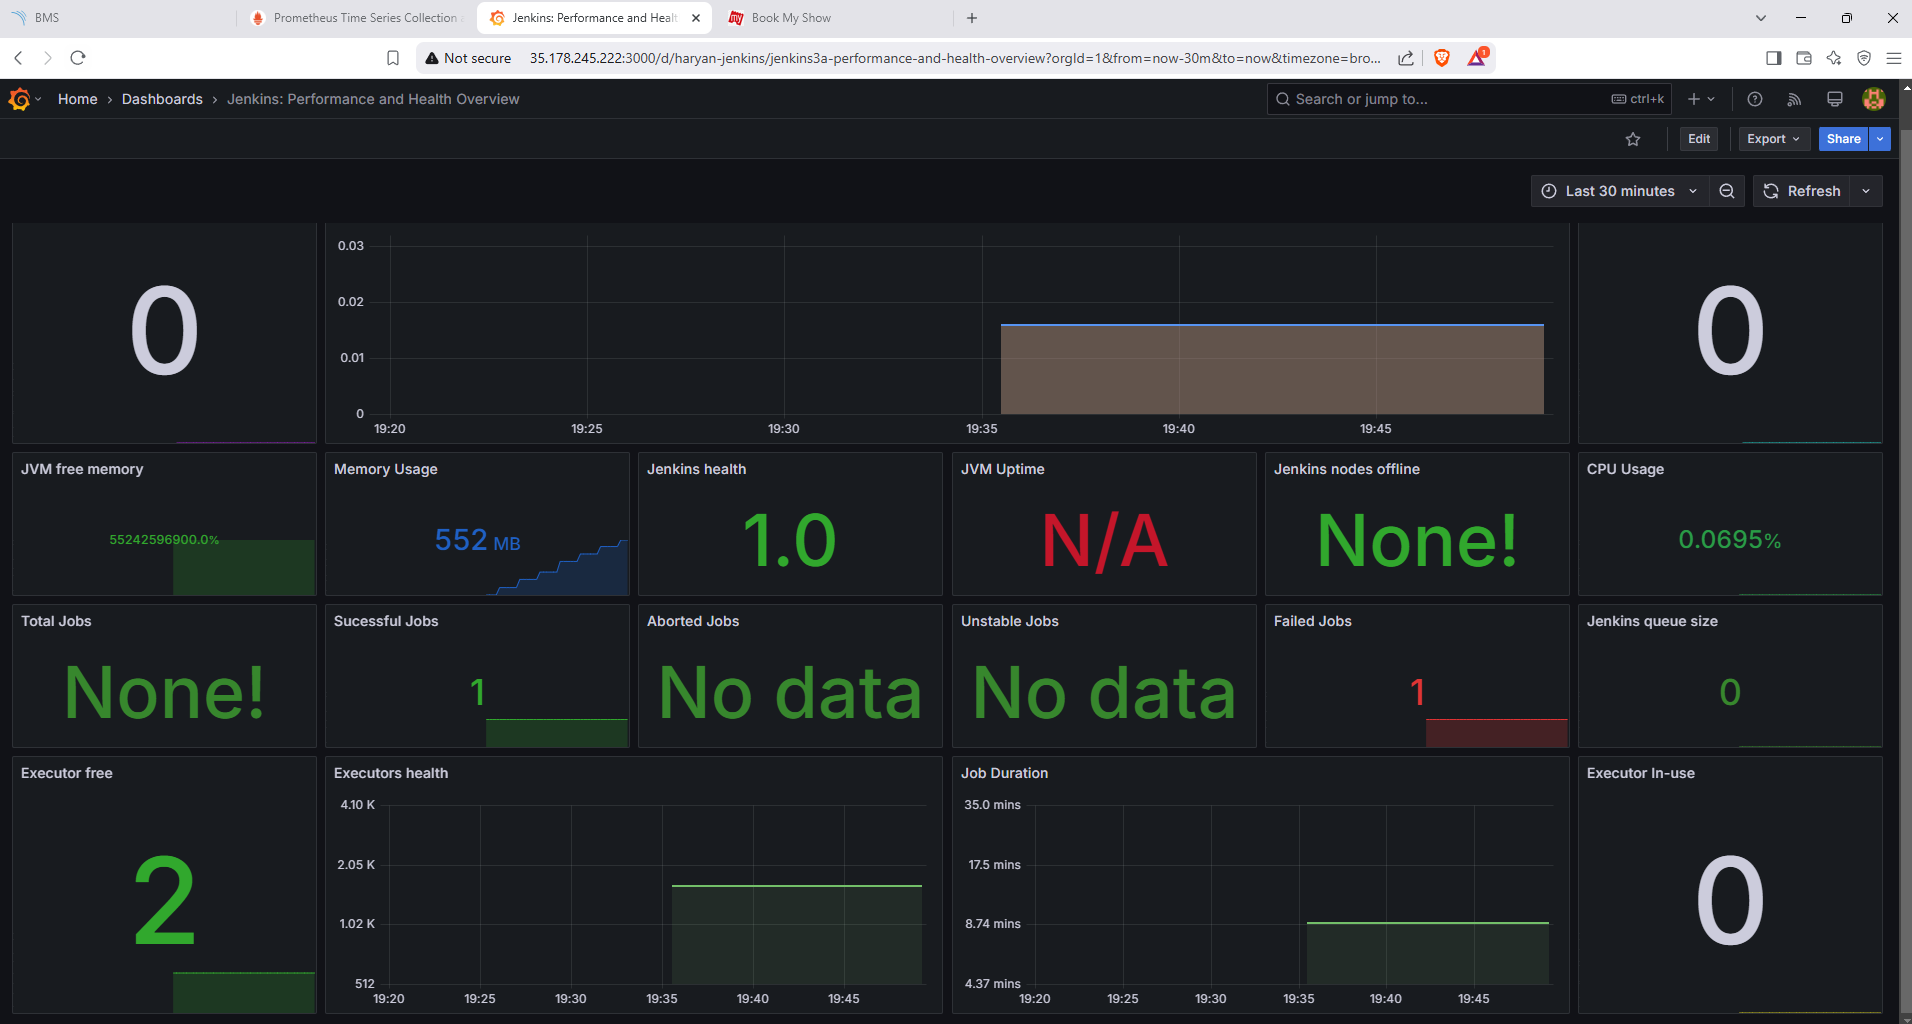 BMS
Prometheus Time Series Collection
Jenkins: Performance and Healt
Book My Show
Not secure 35.178.245.222:3000/d/haryan-jenkins/jenkins3a-performance-and-health-overview?orgId=1&from=now-30m&to=now&timezone=bro...
1
Home › Dashboards › Jenkins: Performance and Health Overview
Search or jump to...
ctrl+k
Edit
Export
Share
Last 30 minutes
Refresh
0
0.03
0.02
0.01
0
19:20 19:25 19:30 19:35 19:40 19:45
0
JVM free memory
55242596900.0%
Memory Usage
552 MB
Jenkins health
1.0
JVM Uptime
N/A
Jenkins nodes offline
None!
CPU Usage
0.0695%
Total Jobs
None!
Sucessful Jobs
1
Aborted Jobs
No data
Unstable Jobs
No data
Failed Jobs
1
Jenkins queue size
0
Executor free
2
Executors health
4.10 K
2.05 K
1.02 K
512
19:20 19:25 19:30 19:35 19:40 19:45
Job Duration
35.0 mins
17.5 mins
8.74 mins
4.37 mins
19:20 19:25 19:30 19:35 19:40 19:45
Executor In-use
0